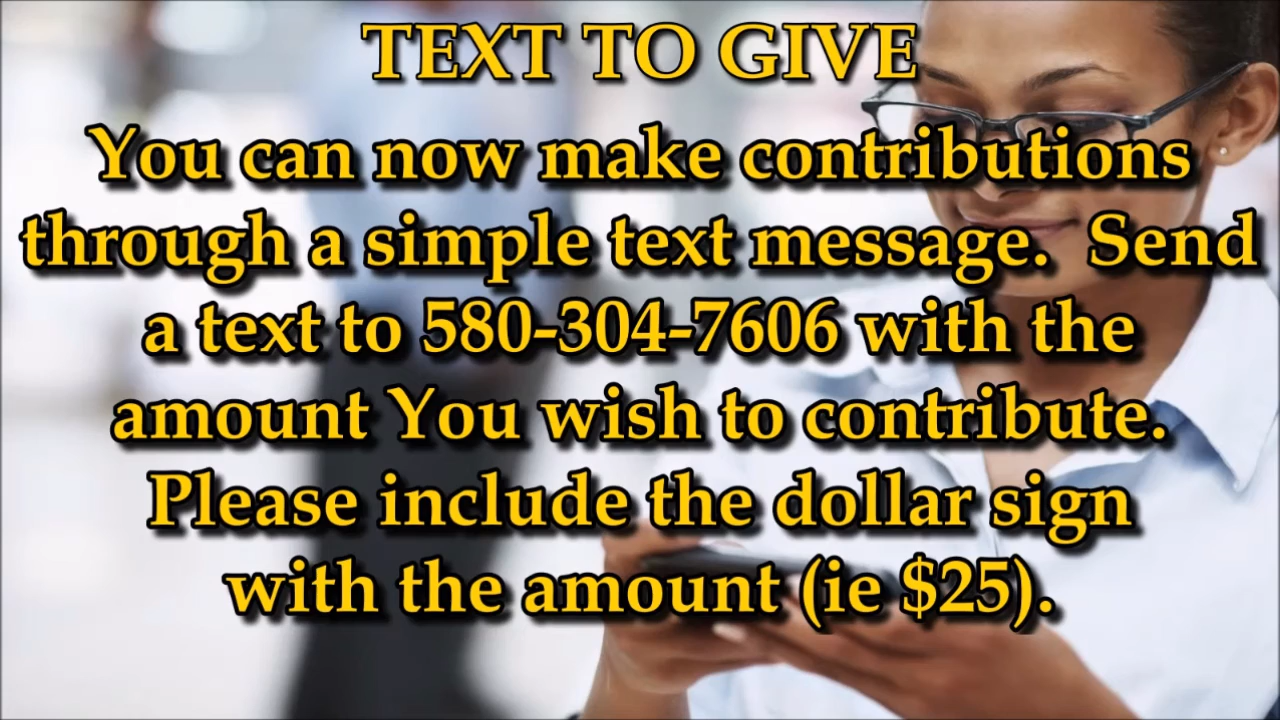 TEXT TO GIVE
You can now make contributions
through a simple text message.  Send
a text to 580-304-7606 with the
amount You wish to contribute.
Please include the dollar sign
with the amount (ie $25).